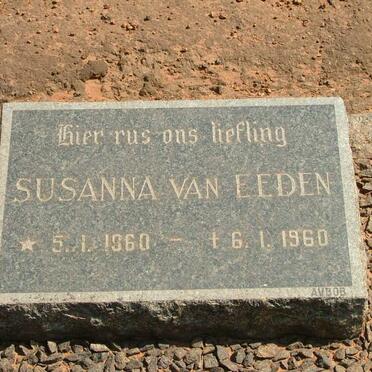 Hier rus ons liefling
SUSANNA VAN EEDEN
★ 5.1.1960 — † 6.1.1960
AVBOB